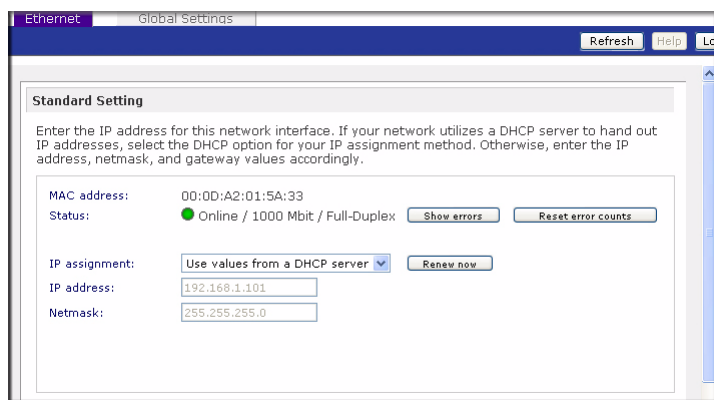 Ethernet Global Settings
Refresh Help
Standard Setting
Enter the IP address for this network interface. If your network utilizes a DHCP server to hand out
IP addresses, select the DHCP option for your IP assignment method. Otherwise, enter the IP
address, netmask, and gateway values accordingly.
MAC address: 00:0D:A2:01:5A:33
Status: Online / 1000 Mbit / Full-Duplex Show errors Reset error counts
IP assignment: Use values from a DHCP server Renew now
IP address: 192.168.1.101
Netmask: 255.255.255.0